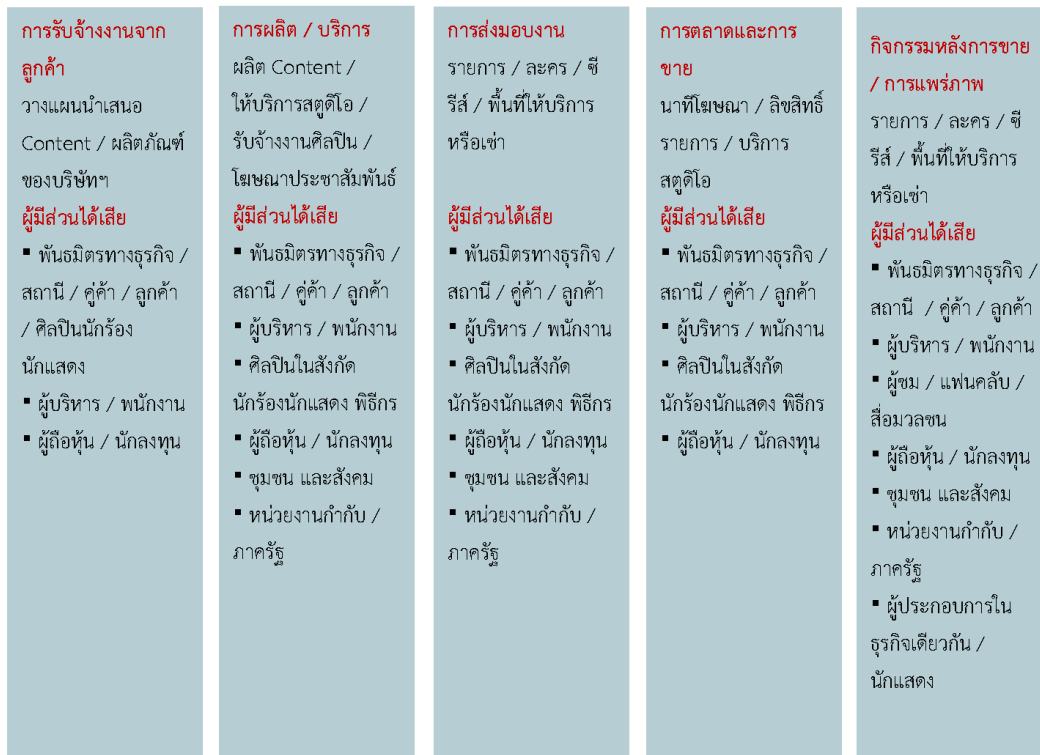 การรับจ้างงานจาก
ลูกค้า
วางแผนนำเสนอ
Content / ผลิตภัณฑ์
ของบริษัทฯ
ผู้มีส่วนได้เสีย
▪ พันธมิตรทางธุรกิจ /
สถานี / คู่ค้า / ลูกค้า
/ ศิลปินนักร้อง
นักแสดง
▪ ผู้บริหาร / พนักงาน
▪ ผู้ถือหุ้น / นักลงทุน
การผลิต / บริการ
ผลิต Content /
ให้บริการสตูดิโอ /
รับจ้างงานศิลปิน /
โฆษณาประชาสัมพันธ์
ผู้มีส่วนได้เสีย
▪ พันธมิตรทางธุรกิจ /
สถานี / คู่ค้า / ลูกค้า
▪ ผู้บริหาร / พนักงาน
▪ ศิลปินในสังกัด
นักร้องนักแสดง พิธีกร
▪ ผู้ถือหุ้น / นักลงทุน
▪ ชุมชน และสังคม
▪ หน่วยงานกำกับ /
ภาครัฐ
การส่งมอบงาน
รายการ / ละคร / ซี
รีส์ / พื้นที่ให้บริการ
หรือเช่า
ผู้มีส่วนได้เสีย
▪ พันธมิตรทางธุรกิจ /
สถานี / คู่ค้า / ลูกค้า
▪ ผู้บริหาร / พนักงาน
▪ ศิลปินในสังกัด
นักร้องนักแสดง พิธีกร
▪ ผู้ถือหุ้น / นักลงทุน
▪ ชุมชน และสังคม
▪ หน่วยงานกำกับ /
ภาครัฐ
การตลาดและการ
ขาย
นาทีโฆษณา / ลิขสิทธิ์
รายการ / บริการ
สตูดิโอ
ผู้มีส่วนได้เสีย
▪ พันธมิตรทางธุรกิจ /
สถานี / คู่ค้า / ลูกค้า
▪ ผู้บริหาร / พนักงาน
▪ ศิลปินในสังกัด
นักร้องนักแสดง พิธีกร
▪ ผู้ถือหุ้น / นักลงทุน
กิจกรรมหลังการขาย
/ การแพร่ภาพ
รายการ / ละคร / ซี
รีส์ / พื้นที่ให้บริการ
หรือเช่า
ผู้มีส่วนได้เสีย
▪ พันธมิตรทางธุรกิจ /
สถานี / คู่ค้า / ลูกค้า
▪ ผู้บริหาร / พนักงาน
▪ ผู้ชม / แฟนคลับ /
สื่อมวลชน
▪ ผู้ถือหุ้น / นักลงทุน
▪ ชุมชน และสังคม
▪ หน่วยงานกำกับ /
ภาครัฐ
▪ ผู้ประกอบการใน
ธุรกิจเดียวกัน /
นักแสดง